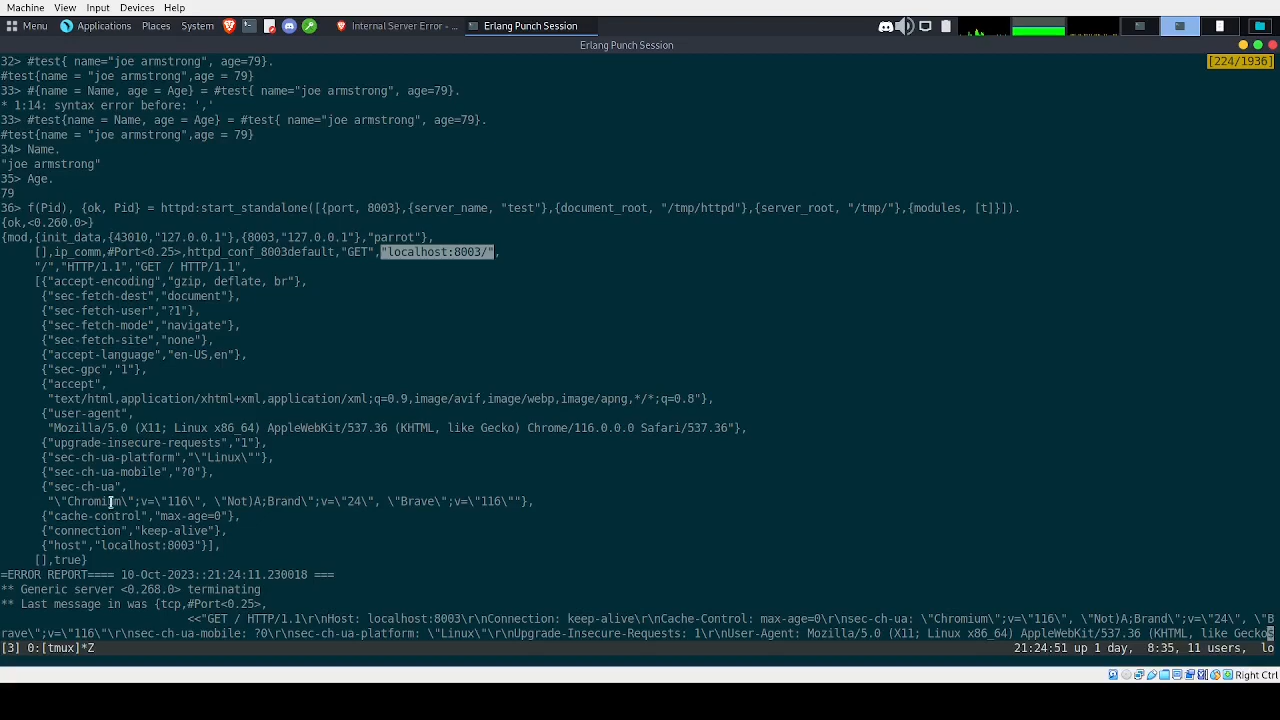 Machine View Input Devices Help
Menu Applications Places System Internal Server Error - ... Erlang Punch Session
Erlang Punch Session
32> #test{ name="joe armstrong", age=79}. [224/1936]
#test{name = "joe armstrong",age = 79}
33> #{name = Name, age = Age} = #test{ name="joe armstrong", age=79}.
* 1:14: syntax error before: ','
33> #test{name = Name, age = Age} = #test{ name="joe armstrong", age=79}.
#test{name = "joe armstrong",age = 79}
34> Name.
"joe armstrong"
35> Age.
79
36> f(Pid), {ok, Pid} = httpd:start_standalone([{port, 8003},{server_name, "test"},{document_root, "/tmp/httpd"},{server_root, "/tmp/"},{modules, [t]}]).
{ok,<0.260.0>}
{mod,{init_data,{43010,"127.0.0.1"},{8003,"127.0.0.1"},"parrot"},
[],ip_comm,#Port<0.25>,httpd_conf_8003default,"GET","localhost:8003/",
"/","HTTP/1.1","GET / HTTP/1.1",
[{"accept-encoding","gzip, deflate, br"},
{"sec-fetch-dest","document"},
{"sec-fetch-user","?1"},
{"sec-fetch-mode","navigate"},
{"sec-fetch-site","none"},
{"accept-language","en-US,en"},
{"sec-gpc","1"},
{"accept",
"text/html,application/xhtml+xml,application/xml;q=0.9,image/avif,image/webp,image/apng,*/*;q=0.8"},
{"user-agent",
"Mozilla/5.0 (X11; Linux x86_64) AppleWebKit/537.36 (KHTML, like Gecko) Chrome/116.0.0.0 Safari/537.36"},
{"upgrade-insecure-requests","1"},
{"sec-ch-ua-platform","\"Linux\""},
{"sec-ch-ua-mobile","?0"},
{"sec-ch-ua",
"\"Chromium\";v=\"116\", \"Not)A;Brand\";v=\"24\", \"Brave\";v=\"116\""},
{"cache-control","max-age=0"},
{"connection","keep-alive"},
{"host","localhost:8003"}],
[],true}
=ERROR REPORT==== 10-Oct-2023::21:24:11.230018 ===
** Generic server <0.268.0> terminating
** Last message in was {tcp,#Port<0.25>,
<<"GET / HTTP/1.1\r\nHost: localhost:8003\r\nConnection: keep-alive\r\nCache-Control: max-age=0\r\nsec-ch-ua: \"Chromium\";v=\"116\", \"Not)A;Brand\";v=\"24\", \"B
rave\";v=\"116\"\r\nsec-ch-ua-mobile: ?0\r\nsec-ch-ua-platform: \"Linux\"\r\nUpgrade-Insecure-Requests: 1\r\nUser-Agent: Mozilla/5.0 (X11; Linux x86_64) AppleWebKit/537.36 (KHTML, like Geckos
[3] 0:[tmux]*Z 21:24:51 up 1 day, 8:35, 11 users, lo
Right Ctrl